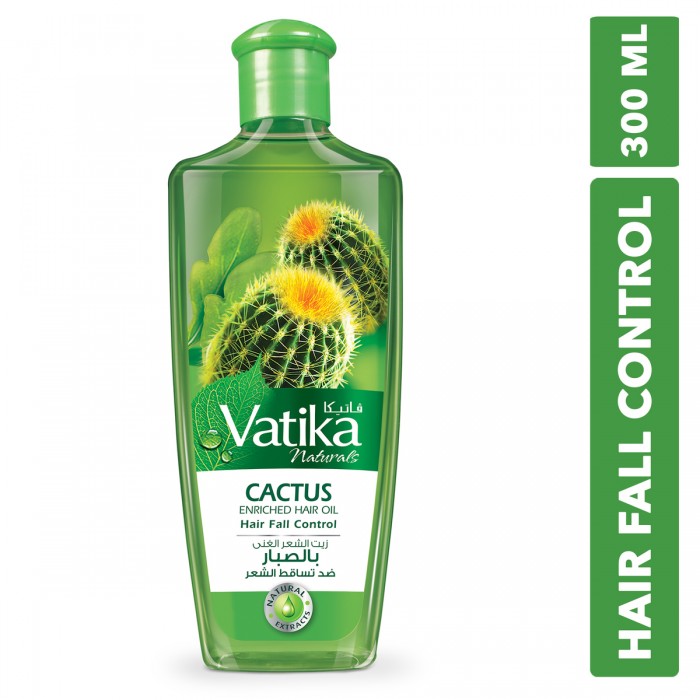 فاتيكا
Vatika
Naturals
CACTUS
ENRICHED HAIR OIL
Hair Fall Control
زيت الشعر الغني
بالصبار
ضد تساقط الشعر
NATURAL
EXTRACTS
300 ML
HAIR FALL CONTROL